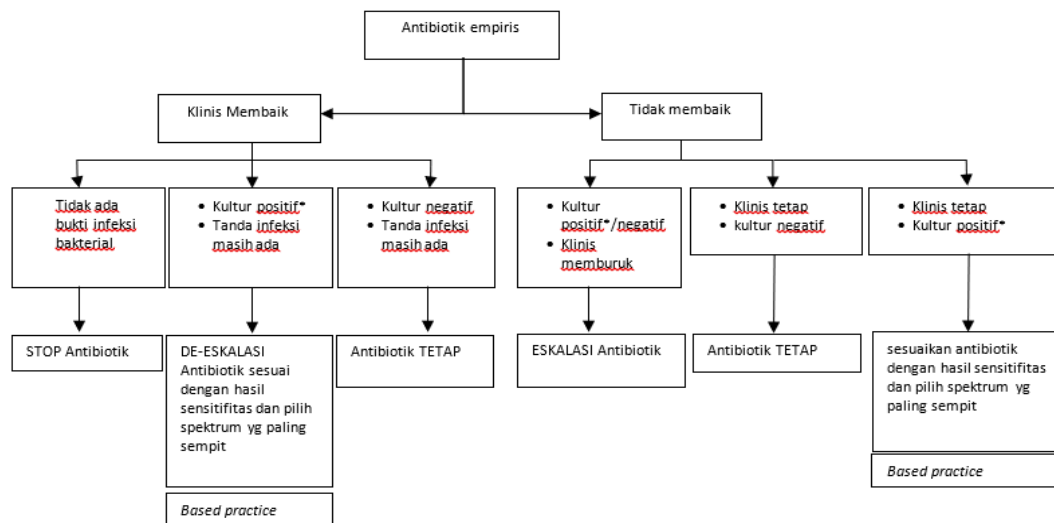 Antibiotik empiris
Klinis Membaik
Tidak membaik
Tidak ada
bukti infeksi
bakterial
• Kultur positif*
• Tanda infeksi
masih ada
• Kultur negatif
• Tanda infeksi
masih ada
• Kultur
positif*/negatif
• Klinis
memburuk
• Klinis tetap
• kultur negatif
• Klinis tetap
• Kultur positif*
STOP Antibiotik
DE-ESKALASI
Antibiotik sesuai
dengan hasil
sensitifitas dan pilih
spektrum yg paling
sempit
Based practice
Antibiotik TETAP
ESKALASI Antibiotik
Antibiotik TETAP
sesuaikan antibiotik
dengan hasil sensitifitas
dan pilih spektrum yg
paling sempit
Based practice